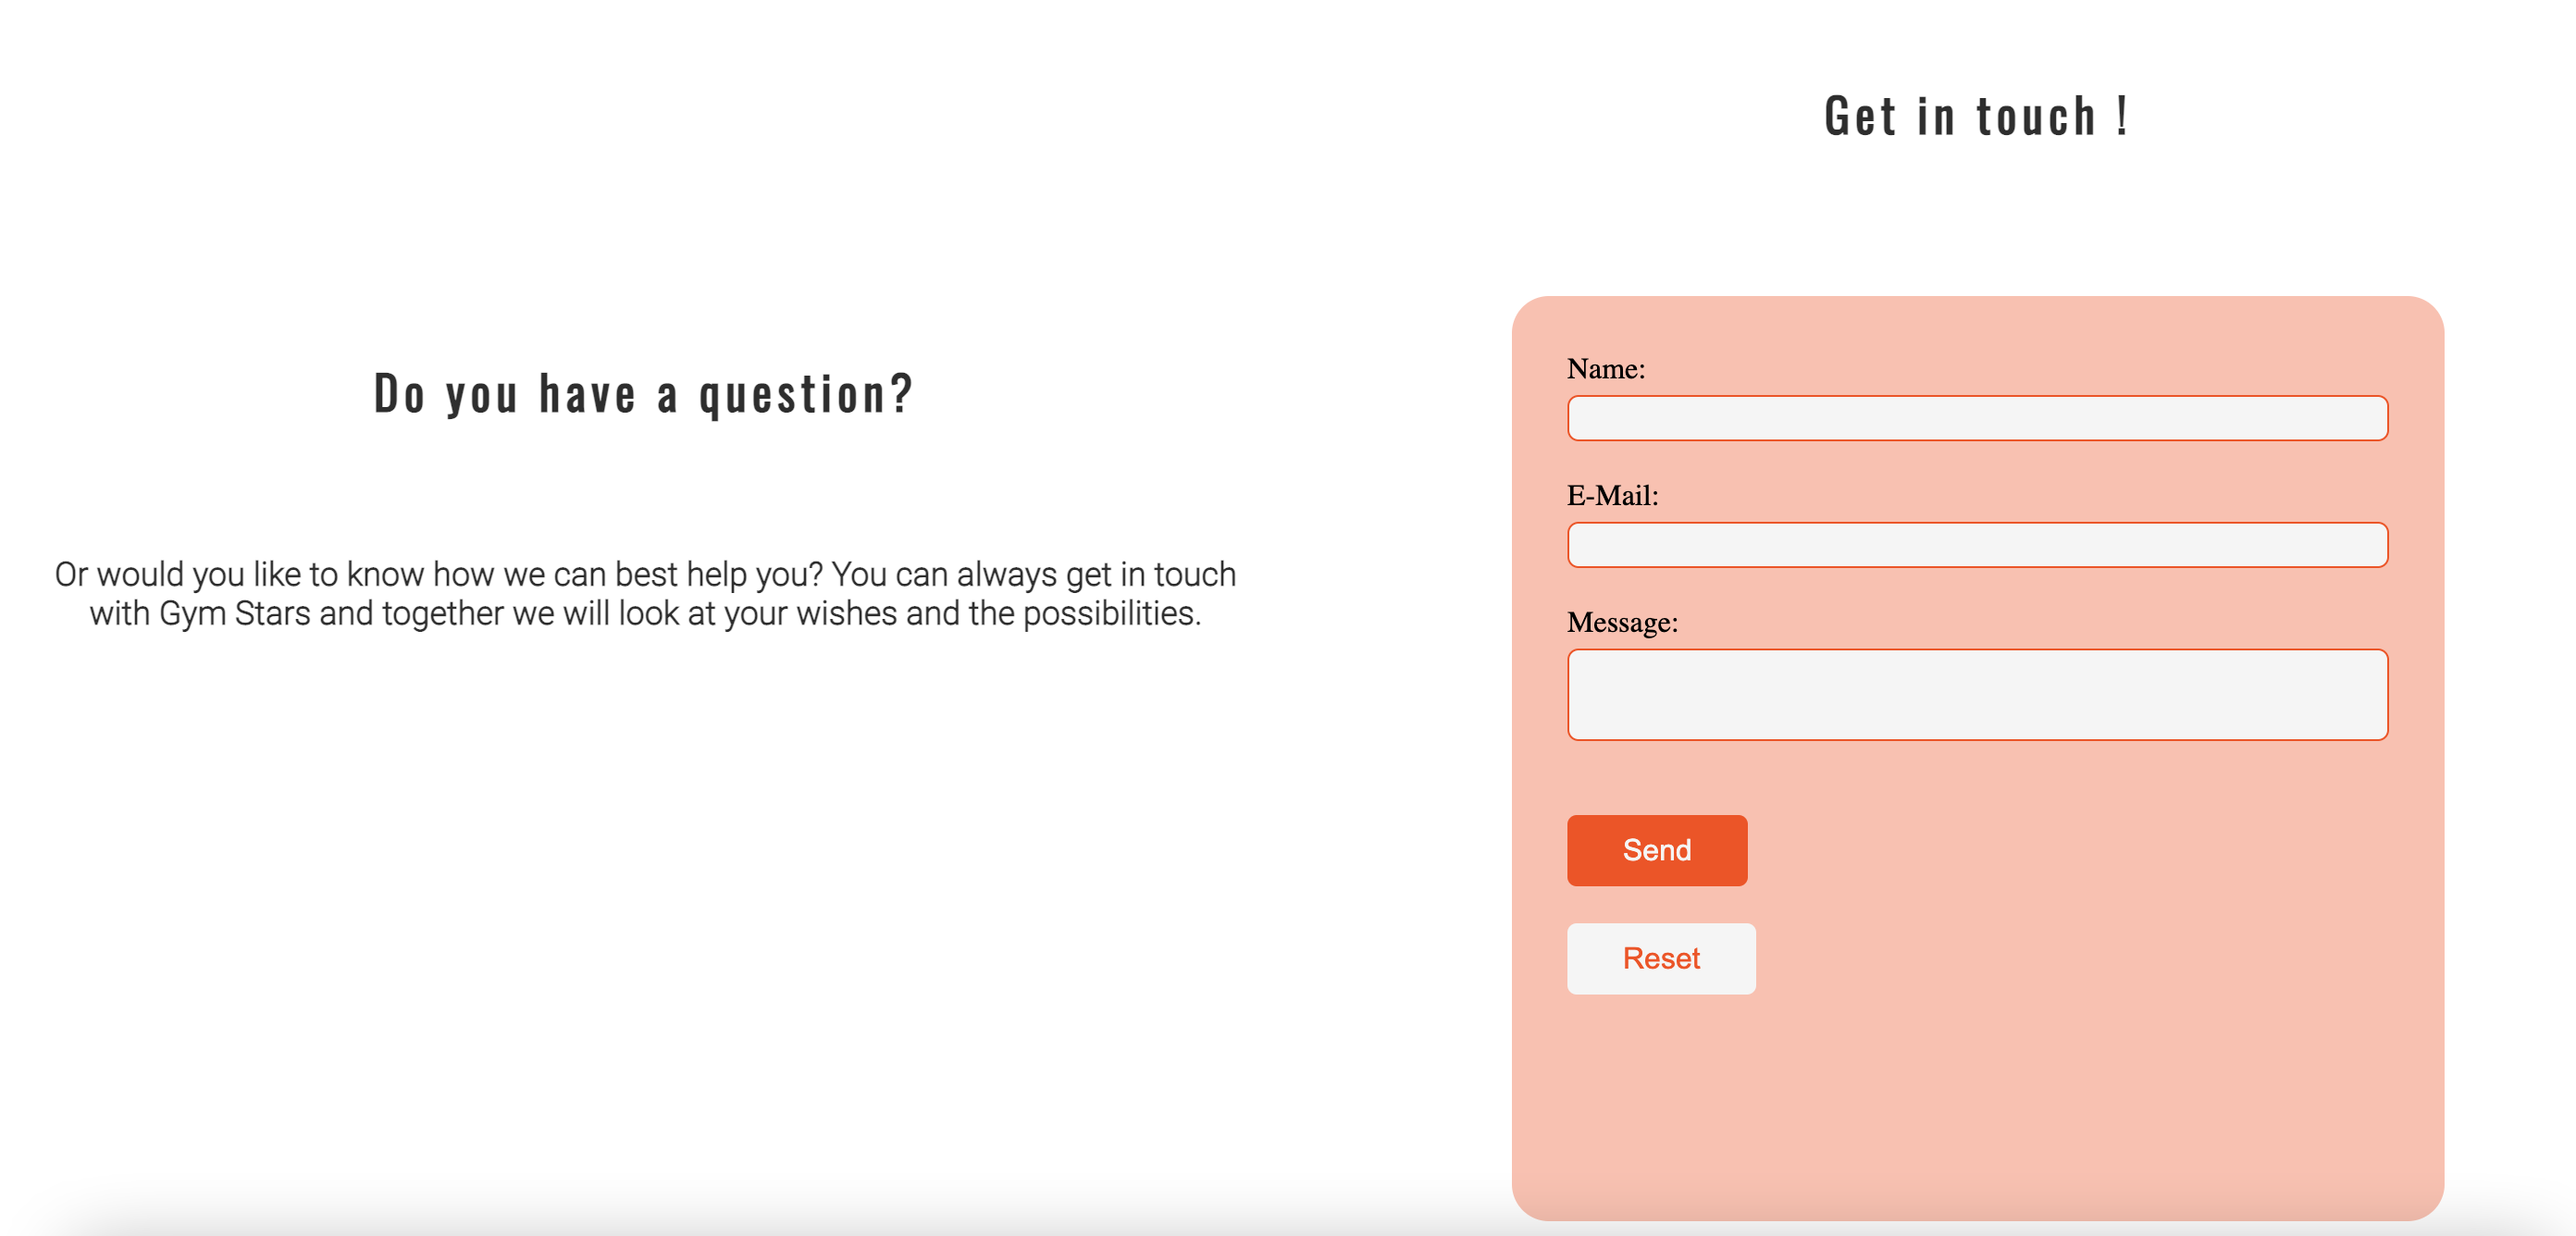 Get in touch !
Do you have a question?
Or would you like to know how we can best help you? You can always get in touch
with Gym Stars and together we will look at your wishes and the possibilities.
Name:
E-Mail:
Message:
Send
Reset